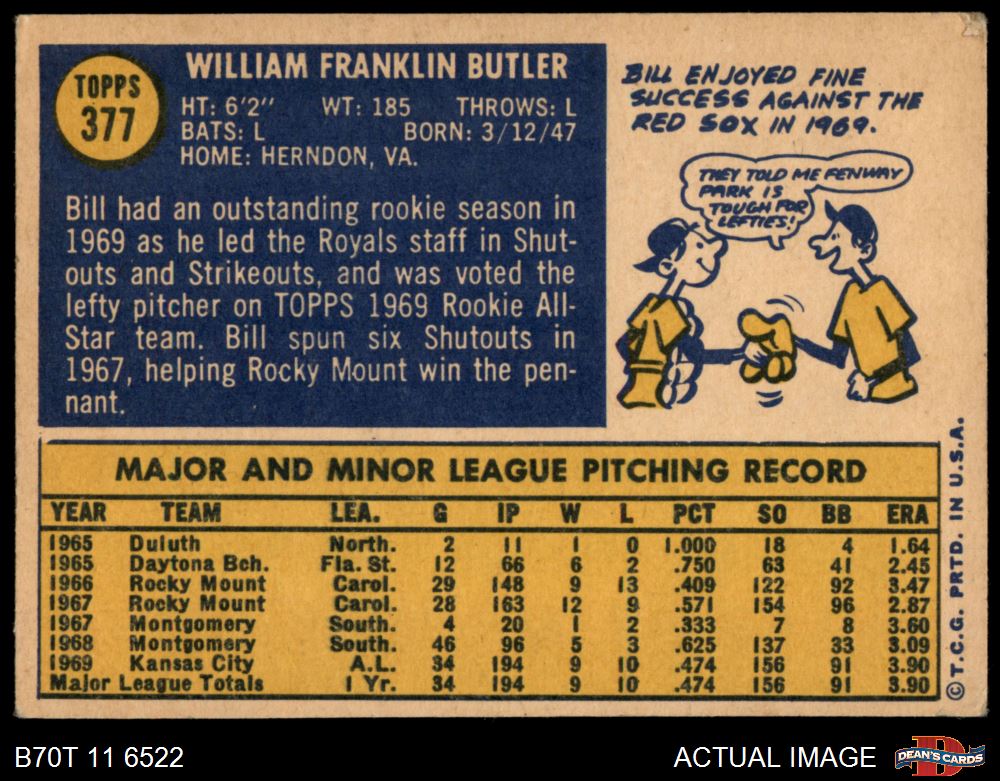 TOPPS
377
WILLIAM FRANKLIN BUTLER
HT: 6'2" WT: 185 THROWS: L
BATS: L BORN: 3/12/47
HOME: HERNDON, VA.
Bill had an outstanding rookie season in
1969 as he led the Royals staff in Shut-
outs and Strikeouts, and was voted the
lefty pitcher on TOPPS 1969 Rookie All-
Star team. Bill spun six Shutouts in
1967, helping Rocky Mount win the pen-
nant.
BILL ENJOYED FINE
SUCCESS AGAINST THE
RED SOX IN 1969.
THEY TOLD ME FENWAY
PARK IS
TOUGH FOR
LEFTIES!
MAJOR AND MINOR LEAGUE PITCHING RECORD
YEAR TEAM LEA. G IP W L PCT SO BB ERA
1965 Duluth North. 2 11 1 0 1.000 18 4 1.64
1965 Daytona Bch. Fla. St. 12 66 6 2 .750 63 41 2.45
1966 Rocky Mount Carol. 29 148 9 13 .409 122 92 3.47
1967 Rocky Mount Carol. 28 163 12 9 .571 154 96 2.87
1967 Montgomery South. 4 20 1 2 .333 7 8 3.60
1968 Montgomery South. 46 96 5 3 .625 137 33 3.09
1969 Kansas City A.L. 34 194 9 10 .474 156 91 3.90
Major League Totals 1 Yr. 34 194 9 10 .474 156 91 3.90
© T.C.G. PRTD. IN U.S.A.
B70T 11 6522
ACTUAL IMAGE
D
DEAN'S CARDS